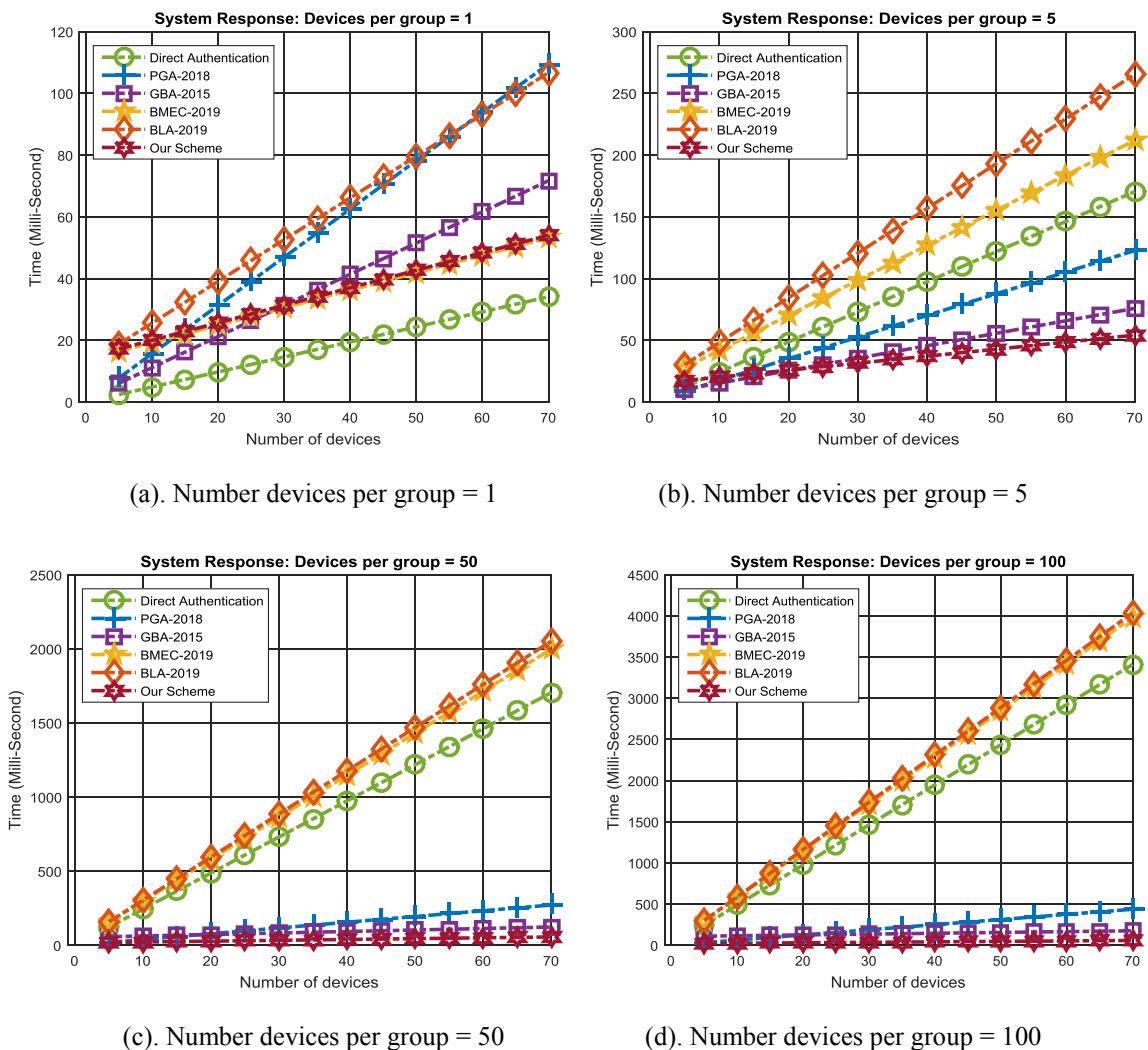 System Response: Devices per group = 1
120
100
80
60
40
20
0
Time (Milli-Second)
Direct Authentication
PGA-2018
GBA-2015
BMEC-2019
BLA-2019
Our Scheme
0 10 20 30 40 50 60 70
Number of devices
(a). Number devices per group = 1
System Response: Devices per group = 5
300
250
200
150
100
50
0
Time (Milli-Second)
Direct Authentication
PGA-2018
GBA-2015
BMEC-2019
BLA-2019
Our Scheme
0 10 20 30 40 50 60 70
Number of devices
(b). Number devices per group = 5
System Response: Devices per group = 50
2500
2000
1500
1000
500
0
Time (Milli-Second)
Direct Authentication
PGA-2018
GBA-2015
BMEC-2019
BLA-2019
Our Scheme
0 10 20 30 40 50 60 70
Number of devices
(c). Number devices per group = 50
System Response: Devices per group = 100
4500
4000
3500
3000
2500
2000
1500
1000
500
0
Time (Milli-Second)
Direct Authentication
PGA-2018
GBA-2015
BMEC-2019
BLA-2019
Our Scheme
0 10 20 30 40 50 60 70
Number of devices
(d). Number devices per group = 100